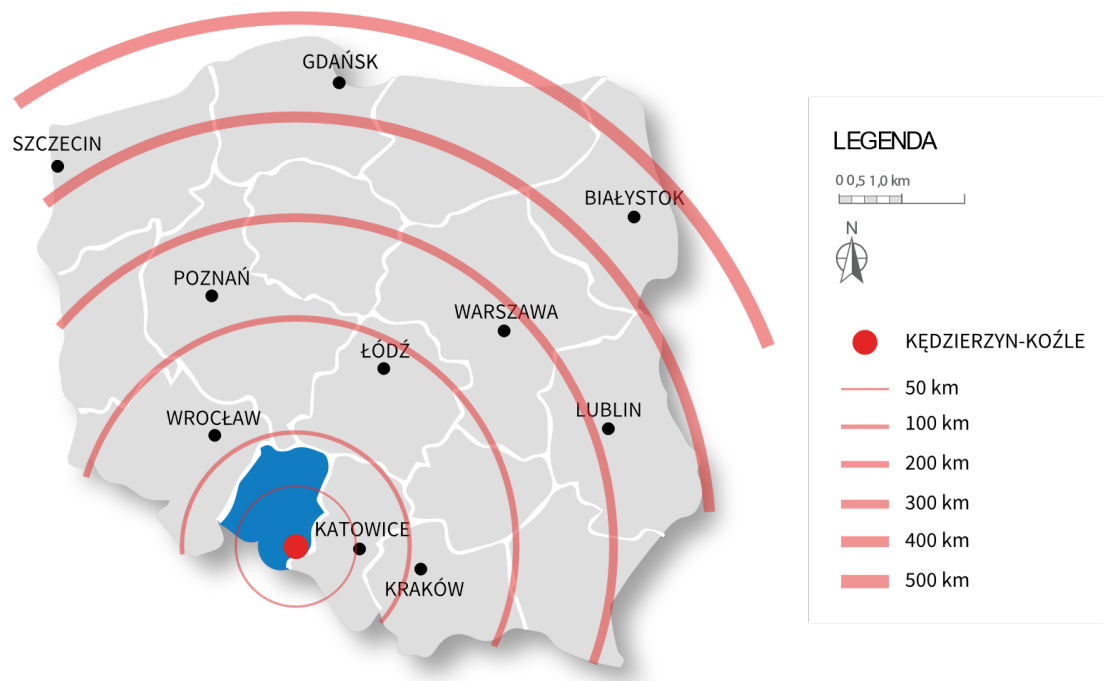 GDAŃSK
SZCZECIN
BIAŁYSTOK
POZNAŃ
WARSZAWA
ŁÓDŹ
WROCŁAW
LUBLIN
KATOWICE
KRAKÓW
LEGENDA
0 0,5 1,0 km
N
KĘDZIERZYN-KOŹLE
50 km
100 km
200 km
300 km
400 km
500 km